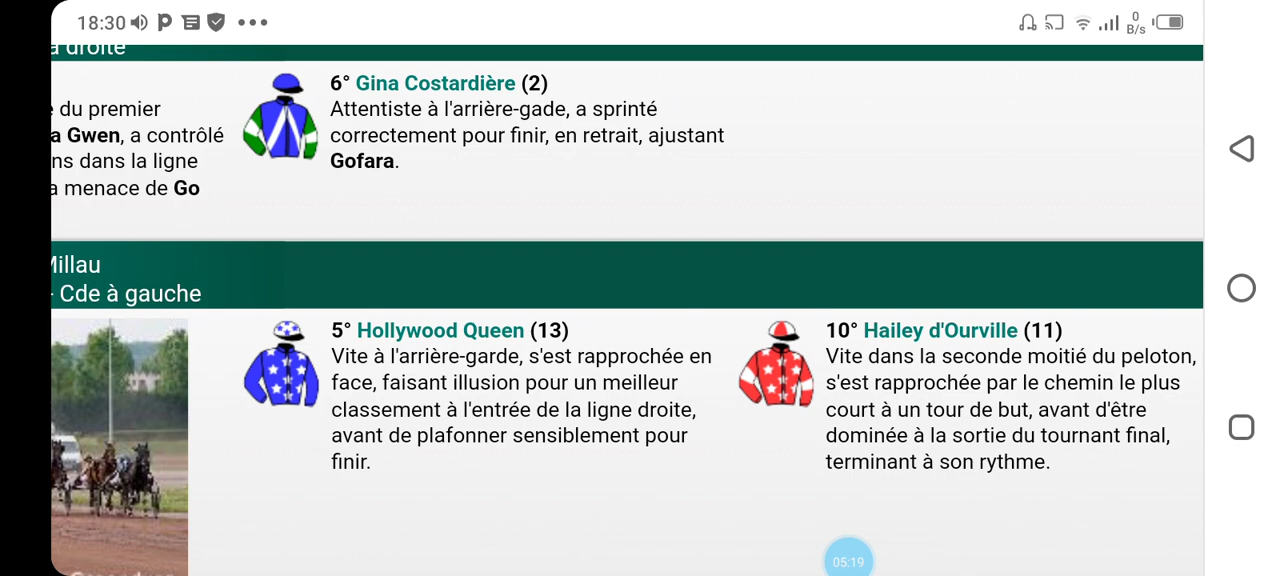 18:30
0
B/s
à droite
du premier
Gwen, a contrôlé
dans la ligne
menace de Go
6° Gina Costardière (2)
Attentiste à l'arrière-gade, a sprinté
correctement pour finir, en retrait, ajustant
Gofara.
Millau
- Cde à gauche
5° Hollywood Queen (13)
Vite à l'arrière-garde, s'est rapprochée en
face, faisant illusion pour un meilleur
classement à l'entrée de la ligne droite,
avant de plafonner sensiblement pour
finir.
10° Hailey d'Ourville (11)
Vite dans la seconde moitié du peloton,
s'est rapprochée par le chemin le plus
court à un tour de but, avant d'être
dominée à la sortie du tournant final,
terminant à son rythme.
05:19